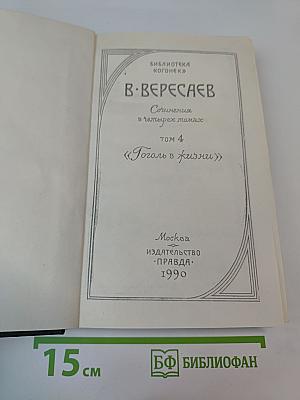 БИБЛИОТЕКА
«ОГОНЕК»
В·ВЕРЕСАЕВ
Сочинения
в четырех томах
том 4
«Гоголь в жизни»
Москва
ИЗДАТЕЛЬСТВО
·ПРАВДА·
1990
15 см
БФ БИБЛИОФАН